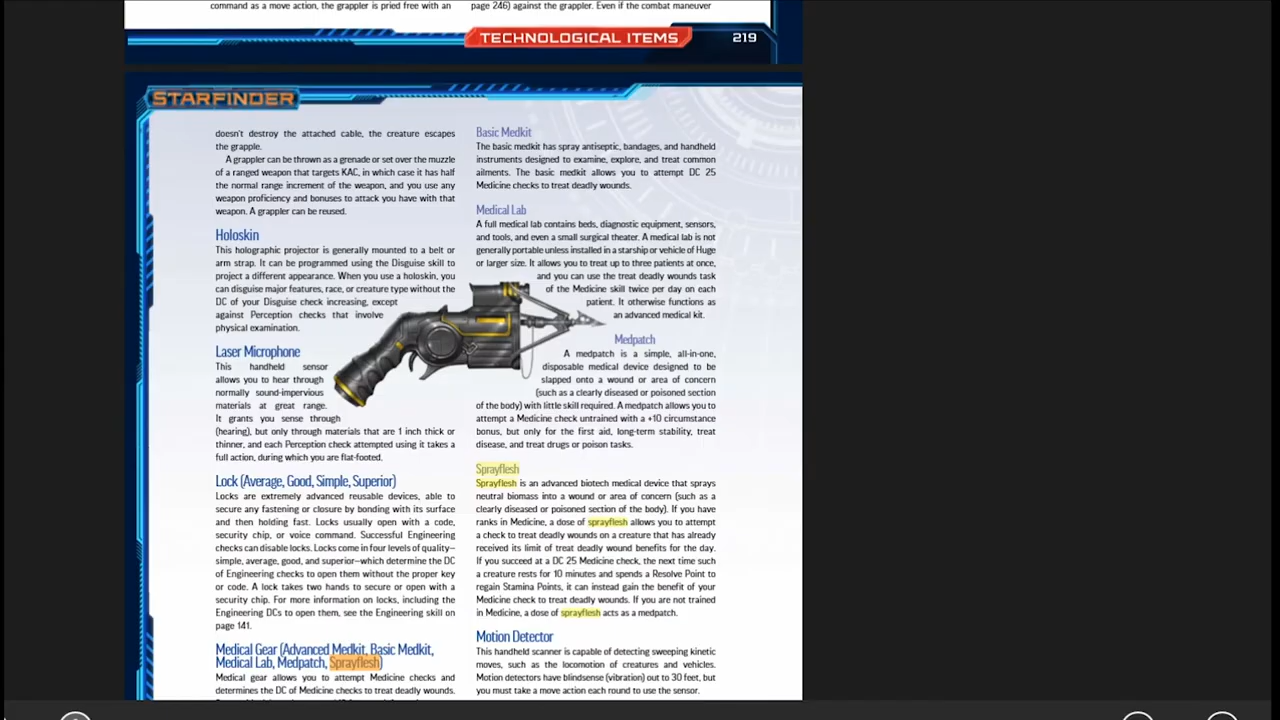 command as a move action, the grappler is pried free with an
page 246) against the grappler. Even if the combat maneuver
TECHNOLOGICAL ITEMS
219
STARFINDER
doesn't destroy the attached cable, the creature escapes
the grapple.
A grappler can be thrown as a grenade or set over the muzzle
of a ranged weapon that targets KAC, in which case it has half
the normal range increment of the weapon, and you use any
weapon proficiency and bonuses to attack you have with that
weapon. A grappler can be reused.
Holoskin
This holographic projector is generally mounted to a belt or
arm strap. It can be programmed using the Disguise skill to
project a different appearance. When you use a holoskin, you
can disguise major features, race, or creature type without the
DC of your Disguise check increasing, except
against Perception checks that involve
physical examination.
Laser Microphone
This handheld sensor
allows you to hear through
normally sound-impervious
materials at great range.
It grants you sense through
(hearing), but only through materials that are 1 inch thick or
thinner, and each Perception check attempted using it takes a
full action, during which you are flat-footed.
Lock (Average, Good, Simple, Superior)
Locks are extremely advanced reusable devices, able to
secure any fastening or closure by bonding with its surface
and then holding fast. Locks usually open with a code,
security chip, or voice command. Successful Engineering
checks can disable locks. Locks come in four levels of quality—
simple, average, good, and superior—which determine the DC
of Engineering checks to open them without the proper key
or code. A lock takes two hands to secure or open with a
security chip. For more information on locks, including the
Engineering DCs to open them, see the Engineering skill on
page 141.
Medical Gear (Advanced Medkit, Basic Medkit,
Medical Lab, Medpatch, Sprayflesh)
Medical gear allows you to attempt Medicine checks and
determines the DC of Medicine checks to treat deadly wounds.
Basic Medkit
The basic medkit has spray antiseptic, bandages, and handheld
instruments designed to examine, explore, and treat common
ailments. The basic medkit allows you to attempt DC 25
Medicine checks to treat deadly wounds.
Medical Lab
A full medical lab contains beds, diagnostic equipment, sensors,
and tools, and even a small surgical theater. A medical lab is not
generally portable unless installed in a starship or vehicle of Huge
or larger size. It allows you to treat up to three patients at once,
and you can use the treat deadly wounds task
of the Medicine skill twice per day on each
patient. It otherwise functions as
an advanced medical kit.
Medpatch
A medpatch is a simple, all-in-one,
disposable medical device designed to be
slapped onto a wound or area of concern
(such as a clearly diseased or poisoned section
of the body) with little skill required. A medpatch allows you to
attempt a Medicine check untrained with a +10 circumstance
bonus, but only for the first aid, long-term stability, treat
disease, and treat drugs or poison tasks.
Sprayflesh
Sprayflesh is an advanced biotech medical device that sprays
neutral biomass into a wound or area of concern (such as a
clearly diseased or poisoned section of the body). If you have
ranks in Medicine, a dose of sprayflesh allows you to attempt
a check to treat deadly wounds on a creature that has already
received its limit of treat deadly wound benefits for the day.
If you succeed at a DC 25 Medicine check, the next time such
a creature rests for 10 minutes and spends a Resolve Point to
regain Stamina Points, it can instead gain the benefit of your
Medicine check to treat deadly wounds. If you are not trained
in Medicine, a dose of sprayflesh acts as a medpatch.
Motion Detector
This handheld scanner is capable of detecting sweeping kinetic
moves, such as the locomotion of creatures and vehicles.
Motion detectors have blindsense (vibration) out to 30 feet, but
you must take a move action each round to use the sensor.